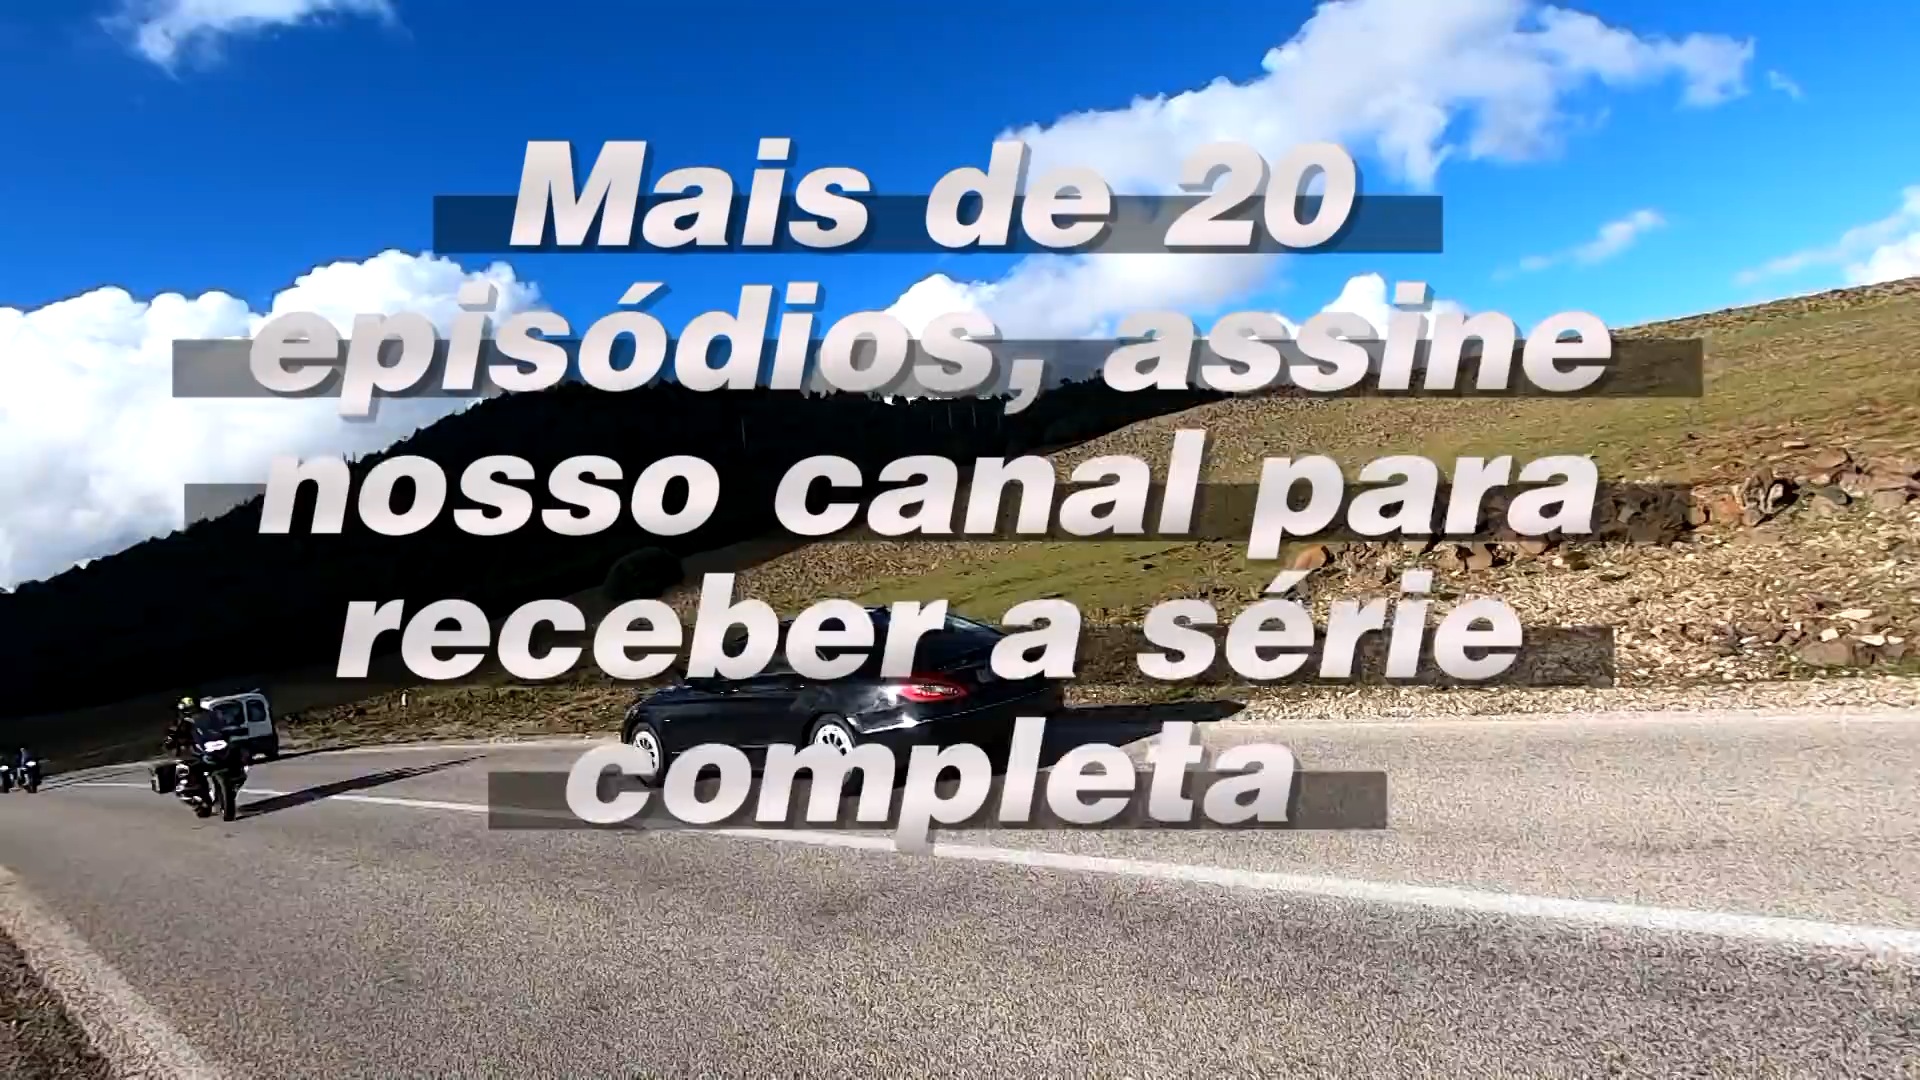 Mais de 20
episódios, assine
nosso canal para
receber a série
completa